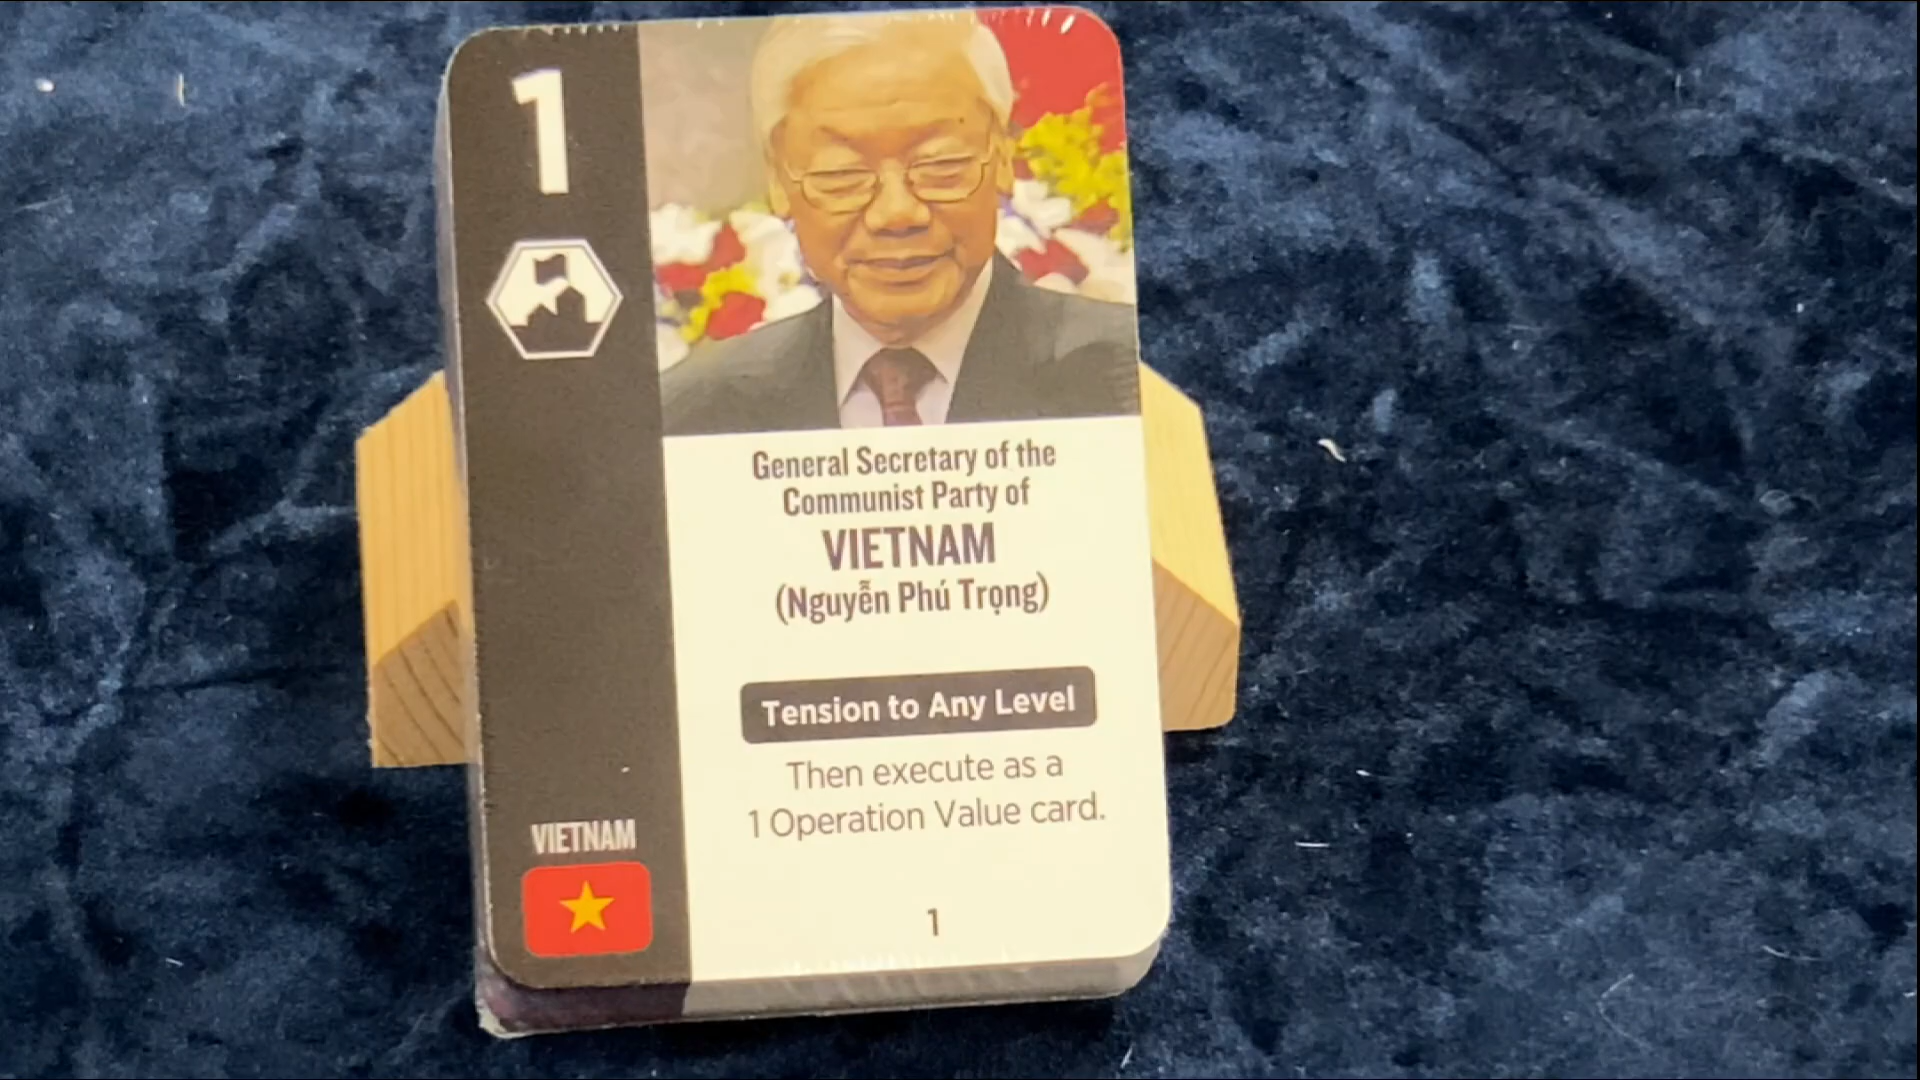 1
General Secretary of the
Communist Party of
VIETNAM
(Nguyễn Phú Trọng)
Tension to Any Level
Then execute as a
1 Operation Value card.
VIETNAM
1